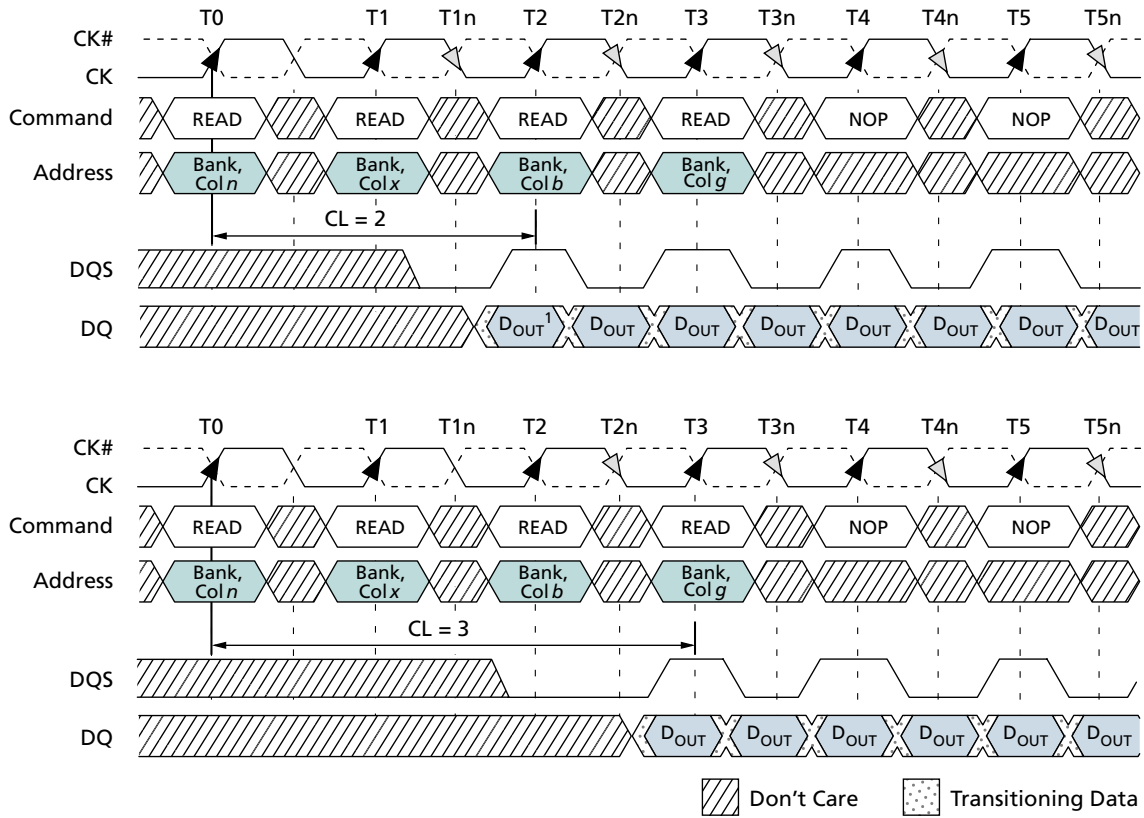 T0 T1 T1n T2 T2n T3 T3n T4 T4n T5 T5n
CK#
CK
Command READ READ READ READ NOP NOP
Address Bank, Col n Bank, Col x Bank, Col b Bank, Col g
CL = 2
DQS
DQ DOUT1 DOUT DOUT DOUT DOUT DOUT DOUT DOUT
T0 T1 T1n T2 T2n T3 T3n T4 T4n T5 T5n
CK#
CK
Command READ READ READ READ NOP NOP
Address Bank, Col n Bank, Col x Bank, Col b Bank, Col g
CL = 3
DQS
DQ DOUT DOUT DOUT DOUT DOUT DOUT
Don't Care Transitioning Data